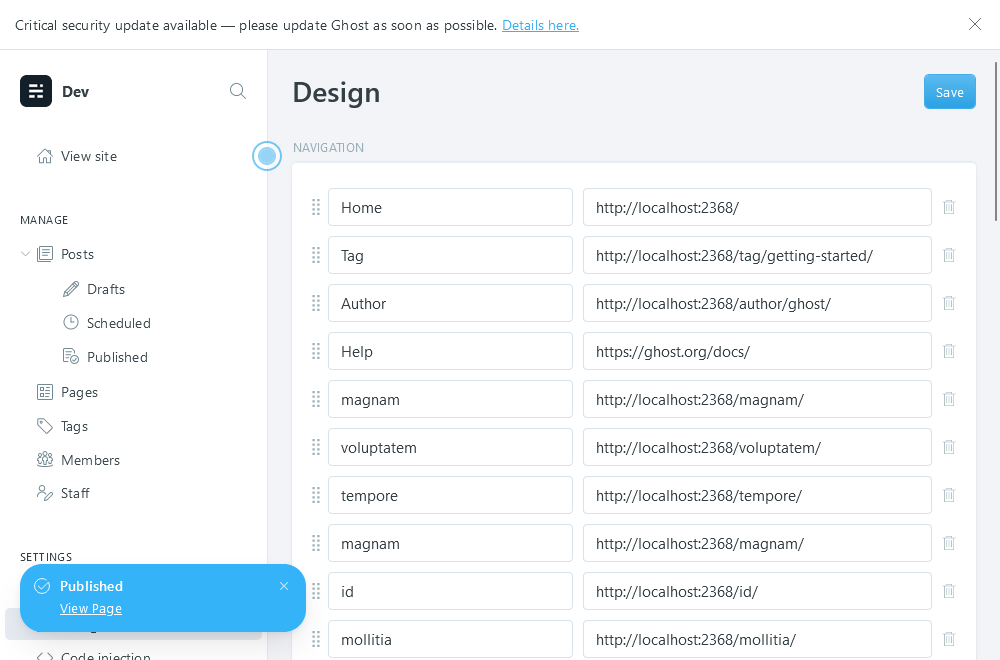 Critical security update available — please update Ghost as soon as possible. Details here.
Dev
Design
Save
View site
NAVIGATION
Home
http://localhost:2368/
MANAGE
Tag
http://localhost:2368/tag/getting-started/
Posts
Drafts
Author
http://localhost:2368/author/ghost/
Scheduled
Help
https://ghost.org/docs/
Published
Pages
magnam
http://localhost:2368/magnam/
Tags
voluptatem
http://localhost:2368/voluptatem/
Members
Staff
tempore
http://localhost:2368/tempore/
magnam
http://localhost:2368/magnam/
SETTINGS
Published
View Page
id
http://localhost:2368/id/
mollitia
http://localhost:2368/mollitia/
Code injection